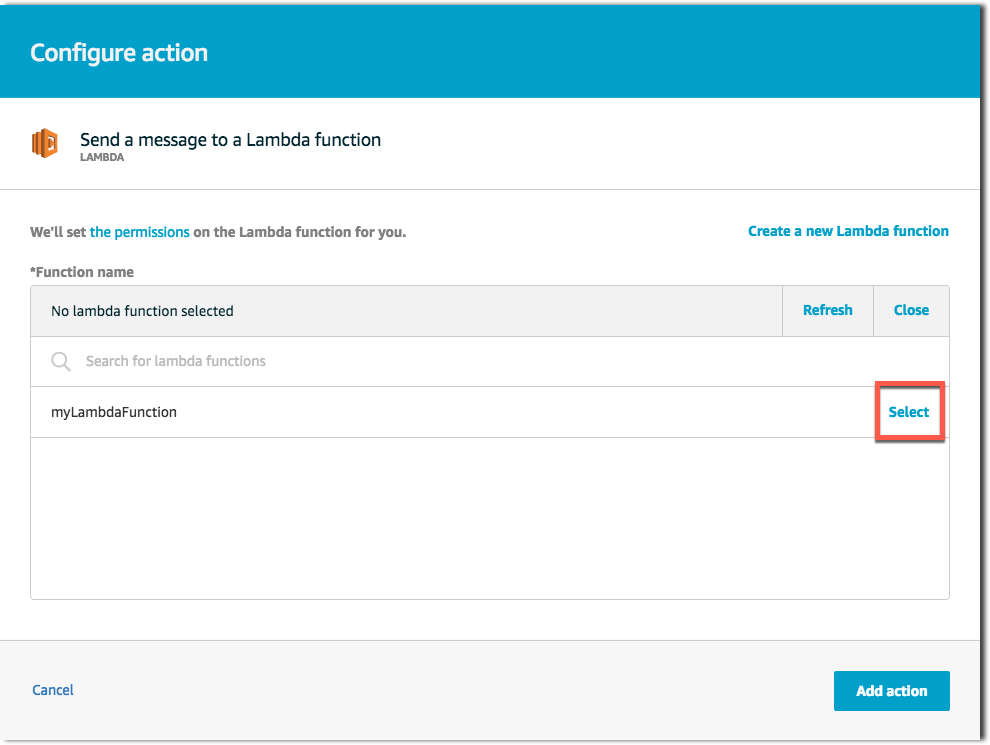 Configure action
Send a message to a Lambda function
LAMBDA
We'll set the permissions on the Lambda function for you.
Create a new Lambda function
*Function name
No lambda function selected
Refresh
Close
Search for lambda functions
myLambdaFunction
Select
Cancel
Add action